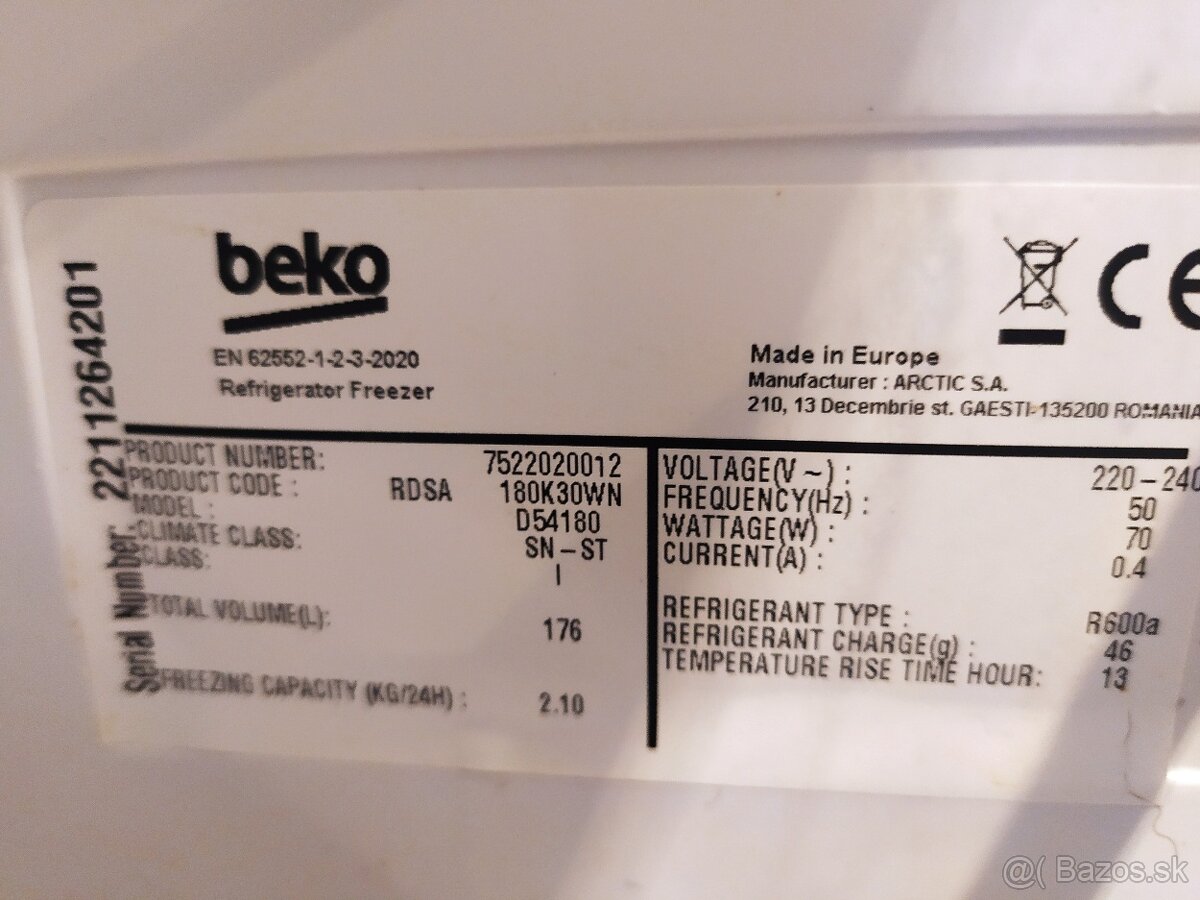 beko
EN 62552-1-2-3-2020
Refrigerator Freezer
CE
Made in Europe
Manufacturer : ARCTIC S.A.
210, 13 Decembrie st. GAESTI-135200 ROMANIA
Serial Number. 2211264201
PRODUCT NUMBER: 7522020012
PRODUCT CODE : RDSA 180K30WN
MODEL : D54180
CLIMATE CLASS: SN-ST
CLASS: I
TOTAL VOLUME(L): 176
FREEZING CAPACITY (KG/24H) : 2.10
VOLTAGE(V ~) : 220-240
FREQUENCY(Hz) : 50
WATTAGE(W) : 70
CURRENT(A) : 0.4
REFRIGERANT TYPE : R600a
REFRIGERANT CHARGE(g) : 46
TEMPERATURE RISE TIME HOUR: 13
@( Bazos.sk